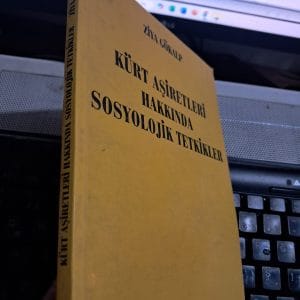 ZİYA GÖKALP
KÜRT AŞİRETLERİ
HAKKINDA
SOSYOLOJİK TETKİKLER
KÜRT AŞİRETLERİ HAKKINDA SOSYOLOJİK TETKİKLER